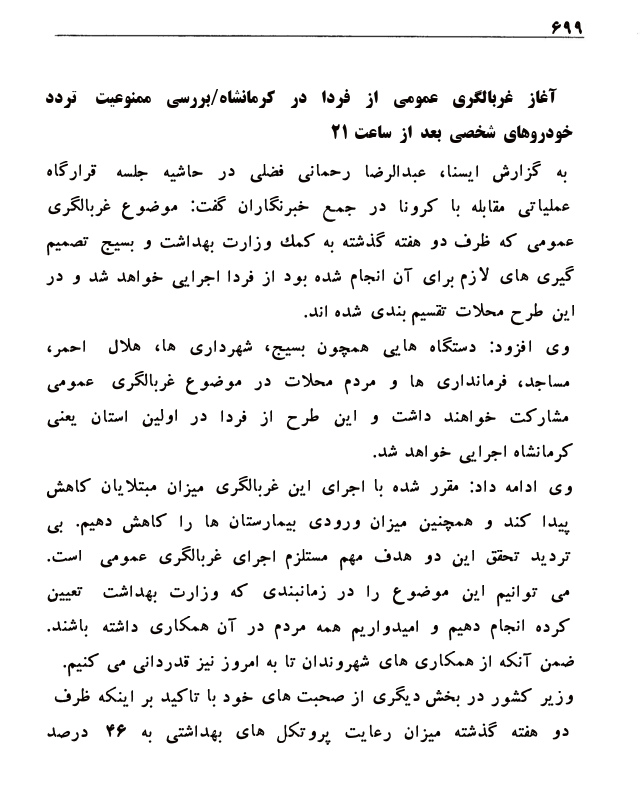 ۶۹۹
آغاز غربالگری عمومی از فردا در کرمانشاه/بررسی ممنوعیت تردد
خودروهای شخصی بعد از ساعت ۲۱
به گزارش ایسنا، عبدالرضا رحمانی فضلی در حاشیه جلسه قرارگاه
عملیاتی مقابله با کرونا در جمع خبرنگاران گفت: موضوع غربالگری
عمومی که ظرف دو هفته گذشته به کمک وزارت بهداشت و بسیج تصمیم
گیری های لازم برای آن انجام شده بود از فردا اجرایی خواهد شد و در
این طرح محلات تقسیم بندی شده اند.
وی افزود: دستگاه هایی همچون بسیج، شهرداری ها، هلال احمر،
مساجد، فرمانداری ها و مردم محلات در موضوع غربالگری عمومی
مشارکت خواهند داشت و این طرح از فردا در اولین استان یعنی
کرمانشاه اجرایی خواهد شد.
وی ادامه داد: مقرر شده با اجرای این غربالگری میزان مبتلایان کاهش
پیدا کند و همچنین میزان ورودی بیمارستان ها را کاهش دهیم. بی
تردید تحقق این دو هدف مهم مستلزم اجرای غربالگری عمومی است.
می توانیم این موضوع را در زمانبندی که وزارت بهداشت تعیین
کرده انجام دهیم و امیدواریم همه مردم در آن همکاری داشته باشند.
ضمن آنکه از همکاری های شهروندان تا به امروز نیز قدردانی می کنیم.
وزیر کشور در بخش دیگری از صحبت های خود با تاکید بر اینکه ظرف
دو هفته گذشته میزان رعایت پروتکل های بهداشتی به ۴۶ درصد